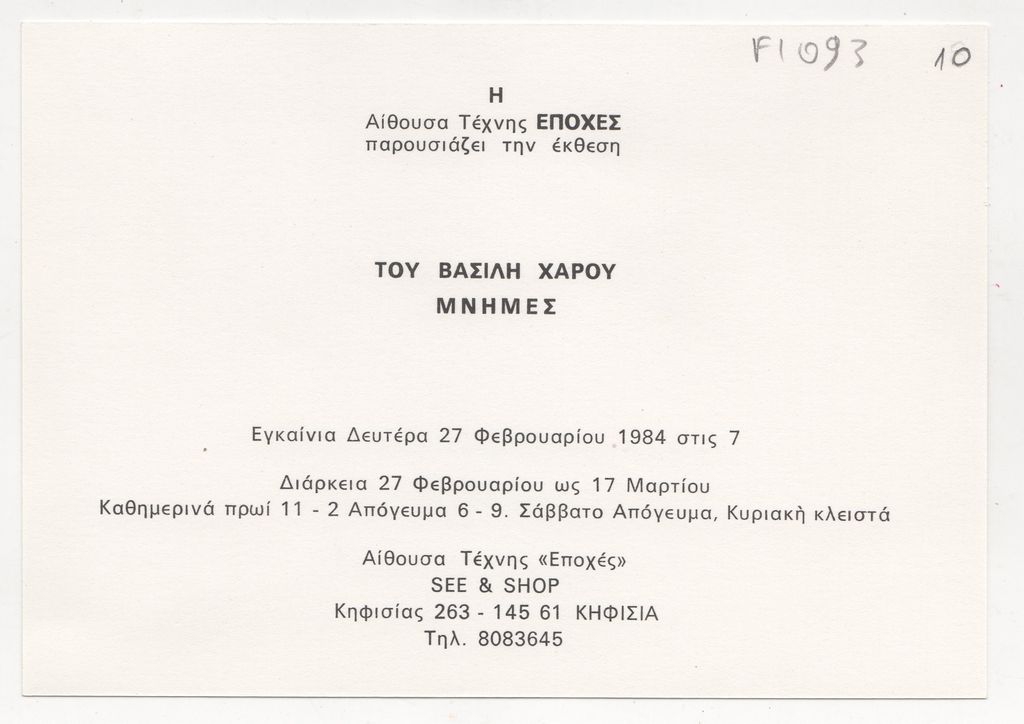 F1093 10
Η
Αίθουσα Τέχνης ΕΠΟΧΕΣ
παρουσιάζει την έκθεση
ΤΟΥ ΒΑΣΙΛΗ ΧΑΡΟΥ
ΜΝΗΜΕΣ
Εγκαίνια Δευτέρα 27 Φεβρουαρίου 1984 στις 7
Διάρκεια 27 Φεβρουαρίου ως 17 Μαρτίου
Καθημερινά πρωί 11 - 2 Απόγευμα 6 - 9. Σάββατο Απόγευμα, Κυριακή κλειστά
Αίθουσα Τέχνης «Εποχές»
SEE & SHOP
Κηφισίας 263 - 145 61 ΚΗΦΙΣΙΑ
Τηλ. 8083645